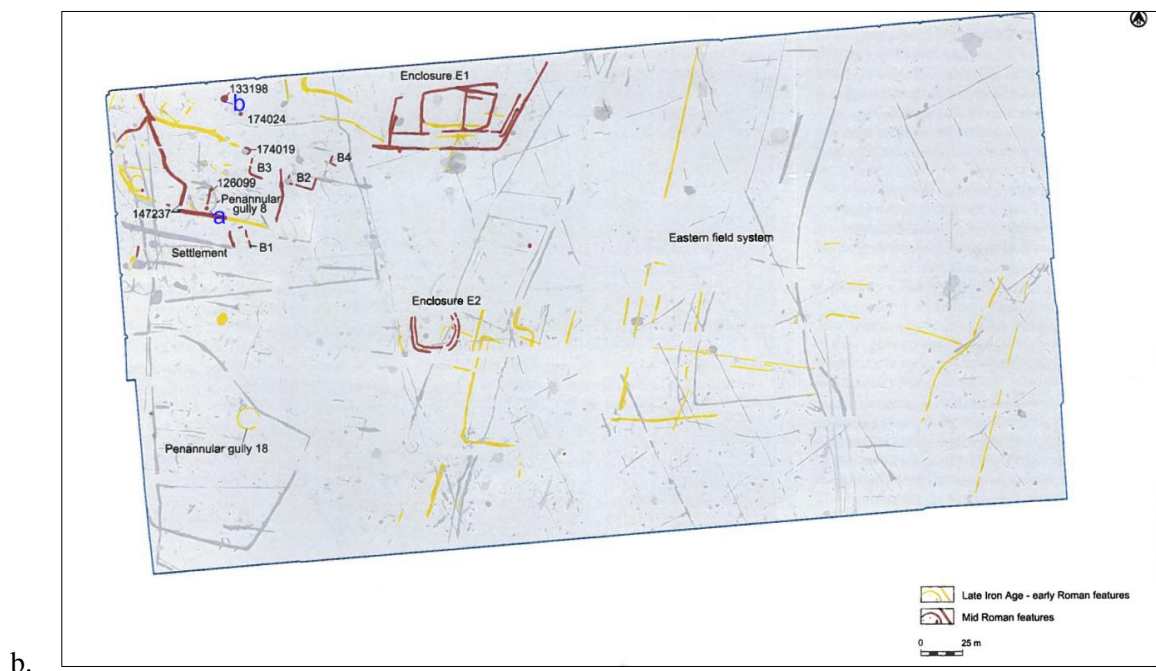 Enclosure E1
133198
b
174024
174019
B4
B3
B2
126099
Penannular
gully 8
147237
a
Settlement
B1
Eastern field system
Enclosure E2
Penannular gully 18
Late Iron Age - early Roman features
Mid Roman features
0 25 m
b.